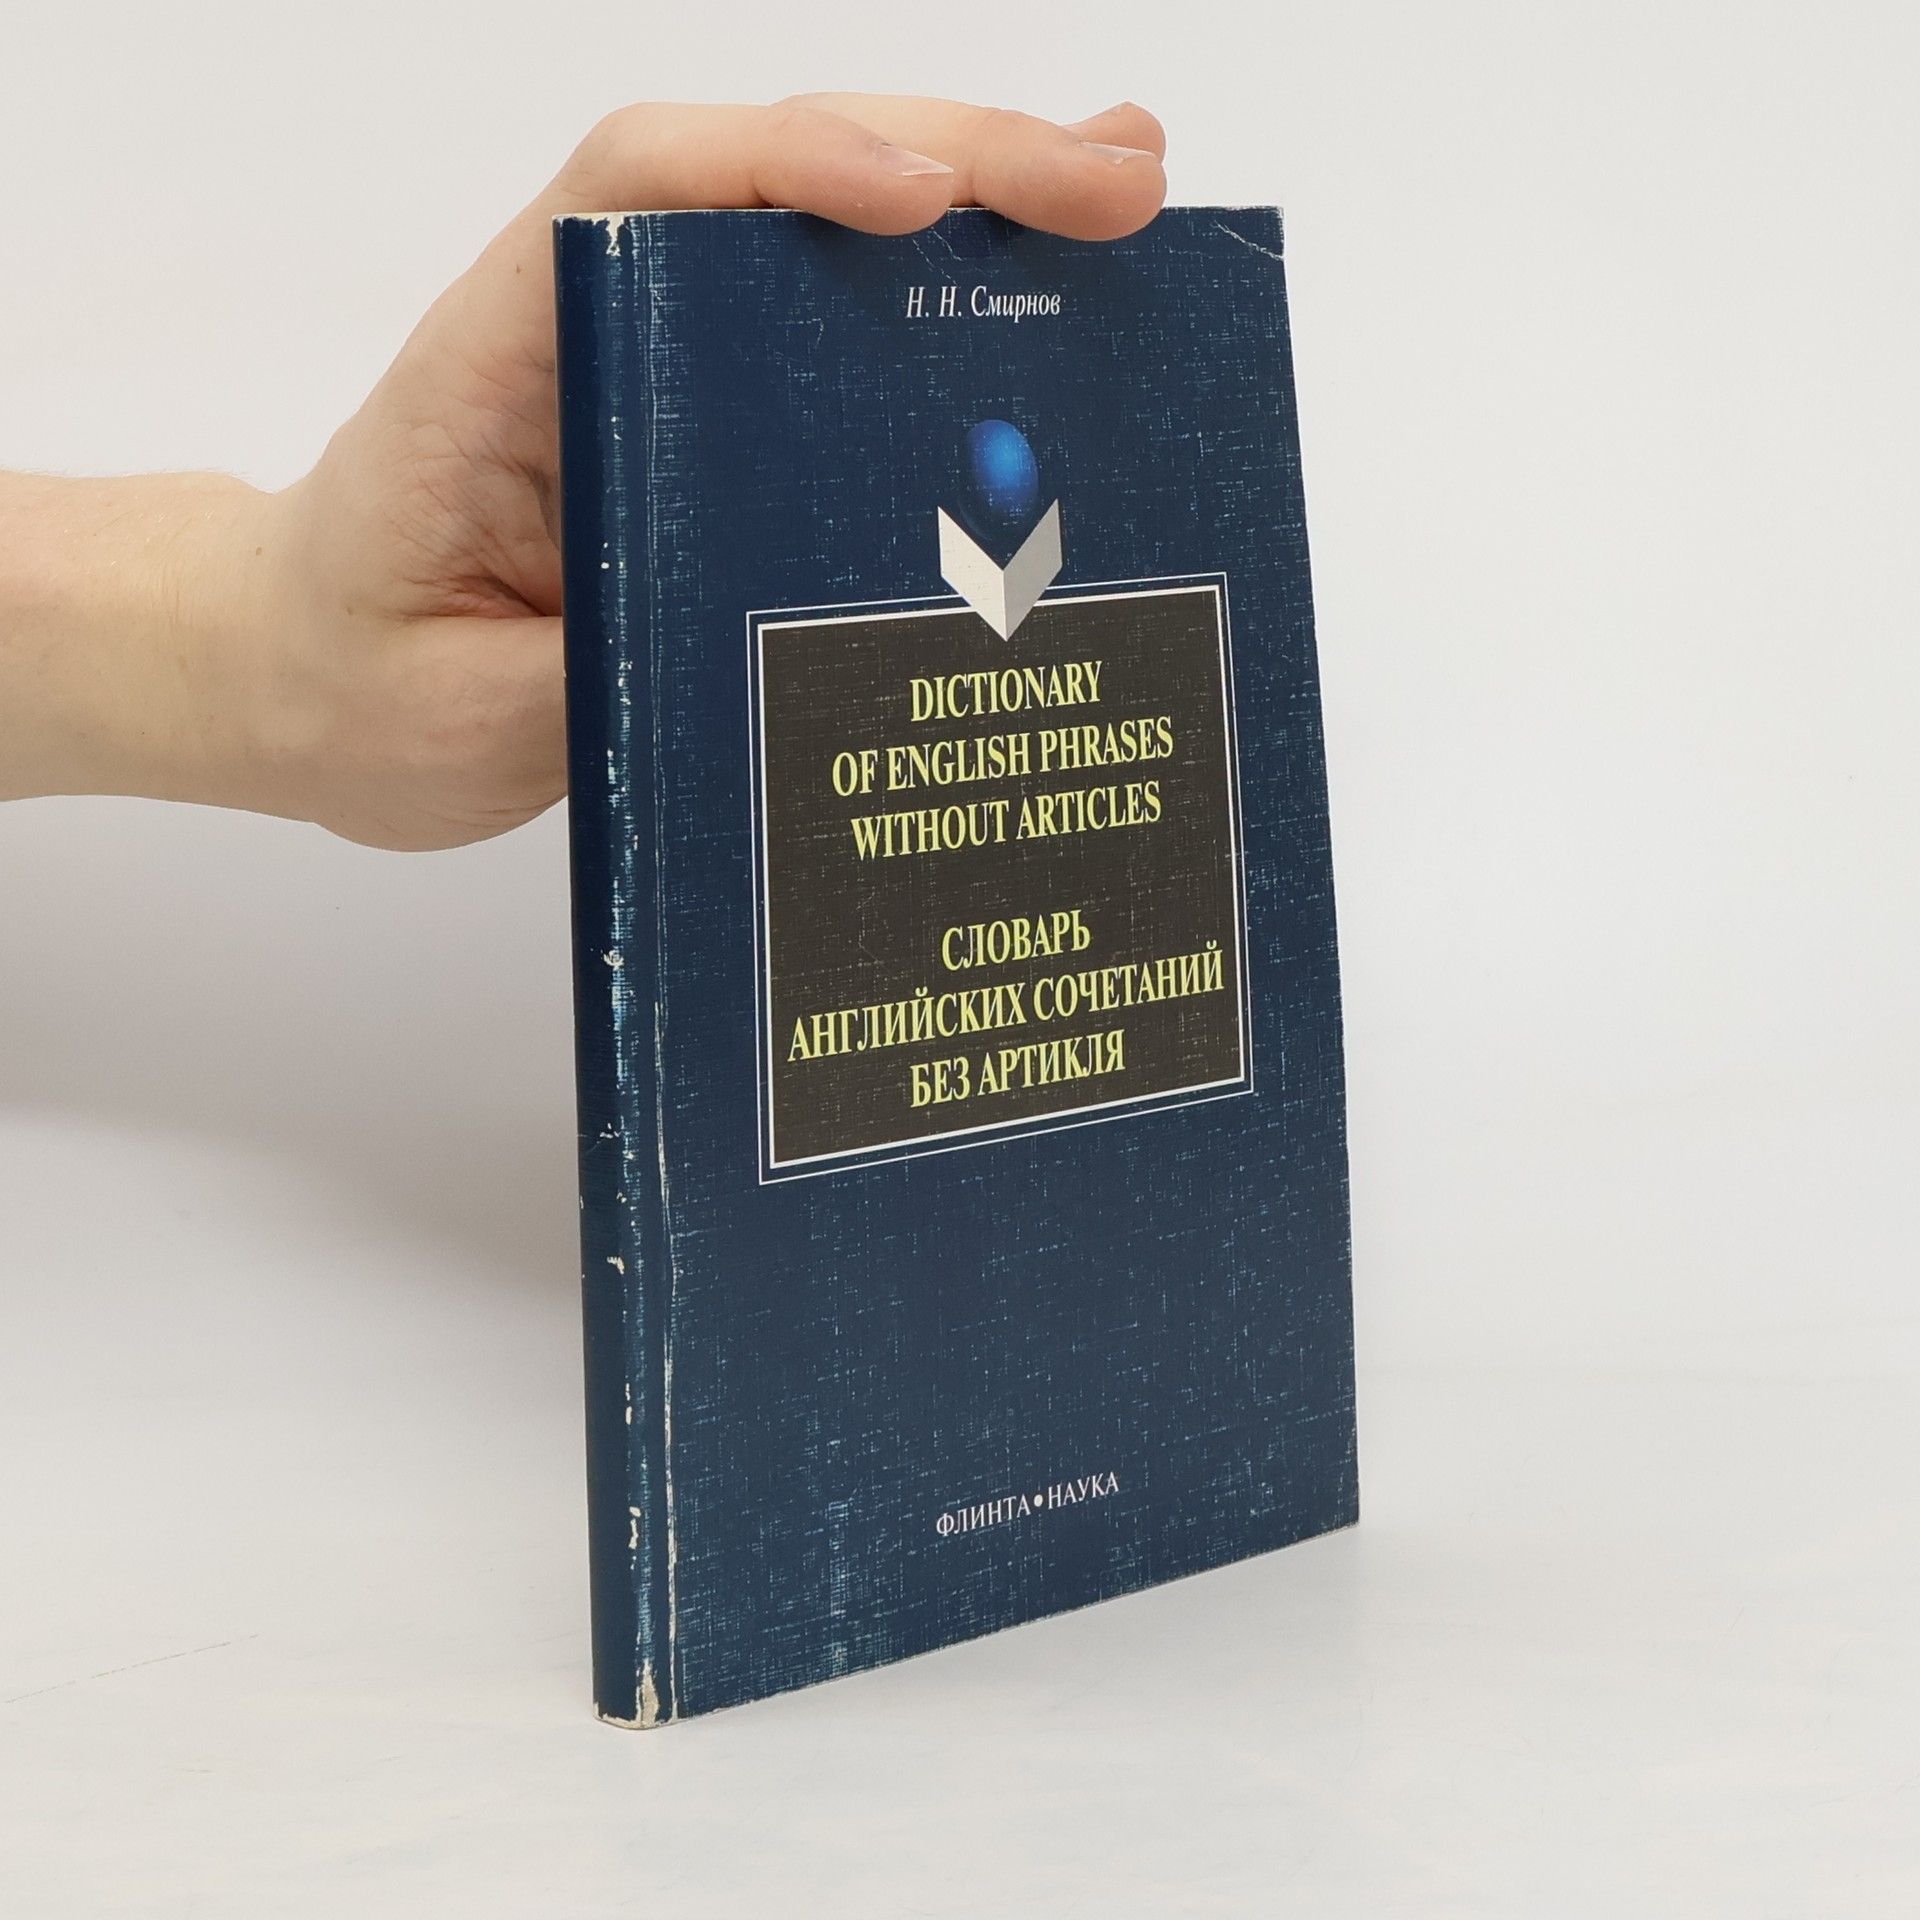 Н. Н. Смирнов
DICTIONARY
OF ENGLISH PHRASES
WITHOUT ARTICLES
СЛОВАРЬ
АНГЛИЙСКИХ СОЧЕТАНИЙ
БЕЗ АРТИКЛЯ
ФЛИНТА•НАУКА